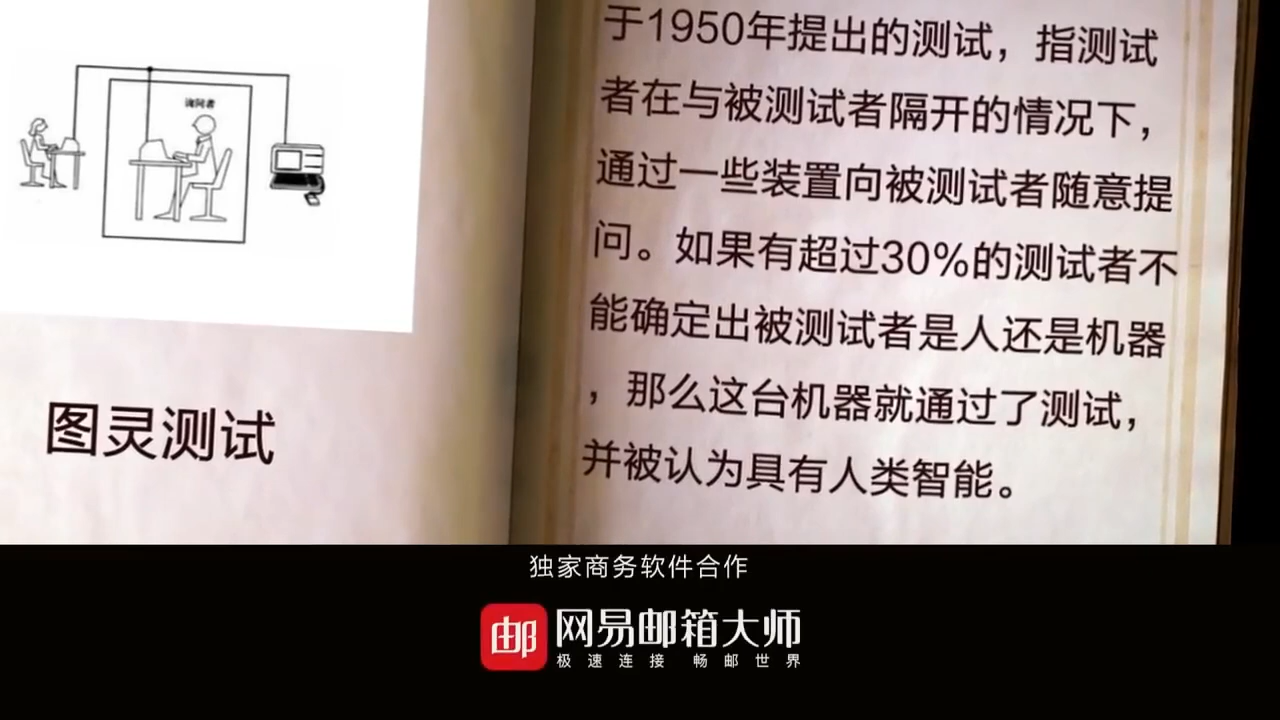 询问者
图灵测试
于1950年提出的测试，指测试
者在与被测试者隔开的情况下，
通过一些装置向被测试者随意提
问。如果有超过30%的测试者不
能确定出被测试者是人还是机器
，那么这台机器就通过了测试，
并被认为具有人类智能。
独家商务软件合作
邮
网易邮箱大师
极速连接 畅邮世界